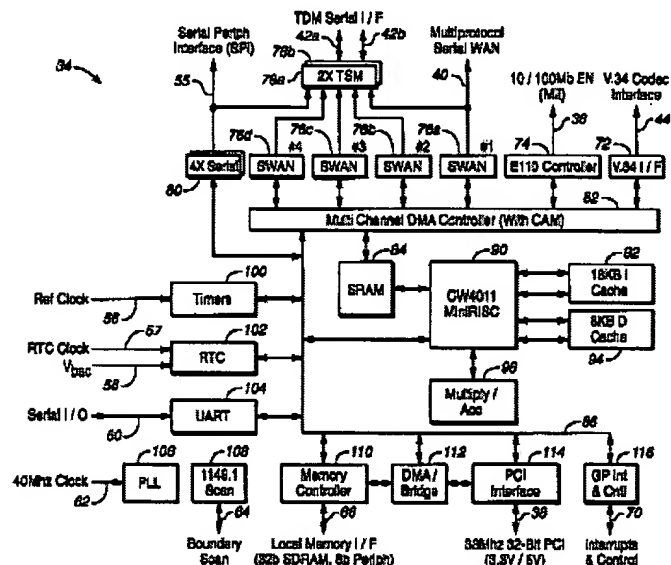 Serial Periph
Interface (SPI)
TDM Serial I / F
42a
42b
Multiprotocol
Serial WAN
34
55
78b
78a
2X TSM
40
10 / 100Mb EN
(MII)
V.34 Codec
Interface
36
44
76d
#4
76c
#3
76b
#2
76a
#1
74
72
4X Serial
SWAN
SWAN
SWAN
SWAN
E110 Controller
V.34 I / F
80
82
Multi Channel DMA Controller (With CAM)
84
90
92
SRAM
CW4011
MiniRISC
16KB I
Cache
8KB D
Cache
94
100
Ref Clock
Timers
56
57
102
RTC Clock
RTC
58
96
Multiply /
Acc
104
Serial I / O
UART
60
86
106
108
110
112
114
116
40Mhz Clock
PLL
1149.1
Scan
Memory
Controller
DMA /
Bridge
PCI
Interface
GP Int
& Cntl
62
64
66
38
70
Boundary
Scan
Local Memory I / F
(32b SDRAM, 8b Periph)
33Mhz 32-Bit PCI
(3.3V / 5V)
Interrupts
& Control